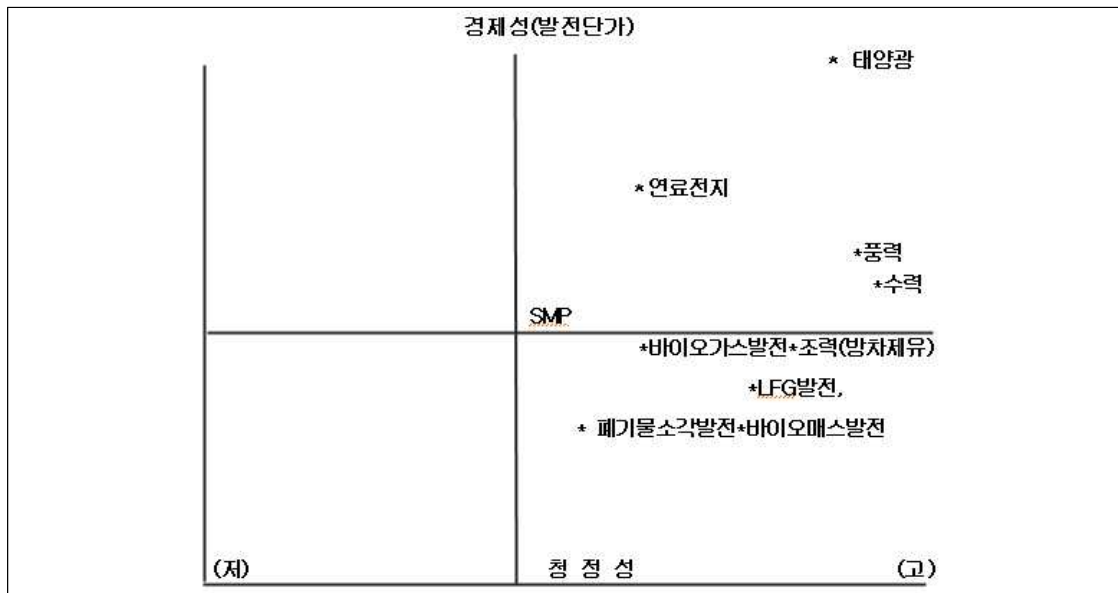 경제성(발전단가)
* 태양광
*연료전지
*풍력
*수력
SMP
*바이오가스발전*조력(방차제유)
*LFG발전,
* 폐기물소각발전*바이오매스발전
(저) 청 정 성 (고)